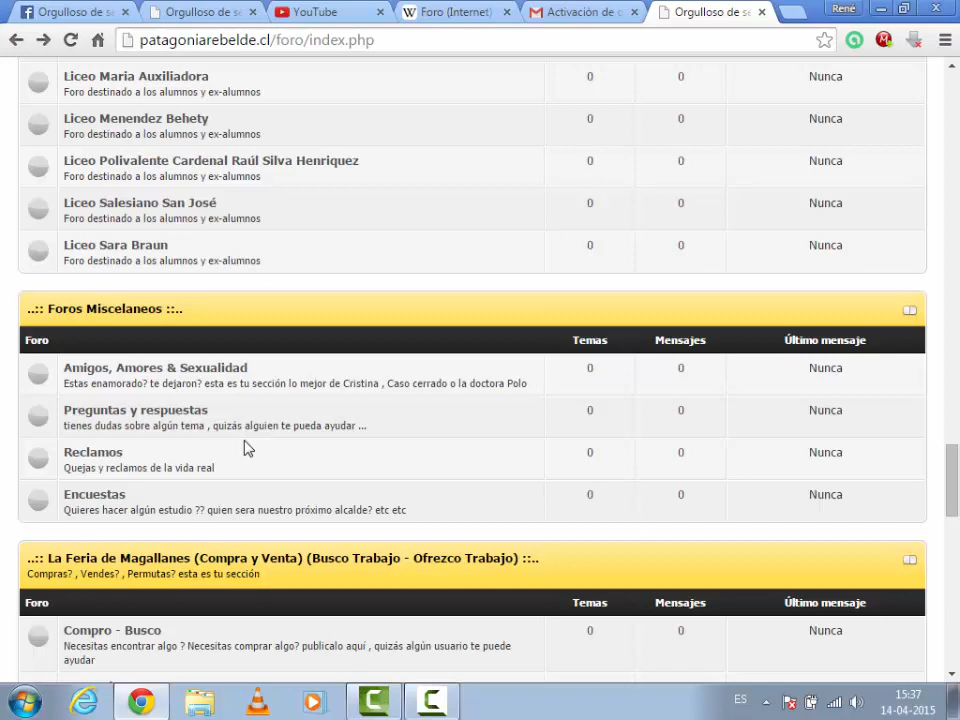 Orgulloso de se
Orgulloso de se
YouTube
W Foro (Internet)
Activación de c
Orgulloso de se
René
patagoniarebelde.cl/foro/index.php
Liceo Maria Auxiliadora 0 0 Nunca
Foro destinado a los alumnos y ex-alumnos
Liceo Menendez Behety 0 0 Nunca
Foro destinado a los alumnos y ex-alumnos
Liceo Polivalente Cardenal Raúl Silva Henriquez 0 0 Nunca
Foro destinado a los alumnos y ex-alumnos
Liceo Salesiano San José 0 0 Nunca
Foro destinado a los alumnos y ex-alumnos
Liceo Sara Braun 0 0 Nunca
Foro destinado a los alumnos y ex-alumnos
..:: Foros Miscelaneos ::..
Foro Temas Mensajes Último mensaje
Amigos, Amores & Sexualidad 0 0 Nunca
Estas enamorado? te dejaron? esta es tu sección lo mejor de Cristina , Caso cerrado o la doctora Polo
Preguntas y respuestas 0 0 Nunca
tienes dudas sobre algún tema , quizás alguien te pueda ayudar ...
Reclamos 0 0 Nunca
Quejas y reclamos de la vida real
Encuestas 0 0 Nunca
Quieres hacer algún estudio ?? quien sera nuestro próximo alcalde? etc etc
..:: La Feria de Magallanes (Compra y Venta) (Busco Trabajo - Ofrezco Trabajo) ::..
Compras? , Vendes? , Permutas? esta es tu sección
Foro Temas Mensajes Último mensaje
Compro - Busco 0 0 Nunca
Necesitas encontrar algo ? Necesitas comprar algo? publicalo aquí , quizás algún usuario te puede
ayudar
ES
15:37
14-04-2015